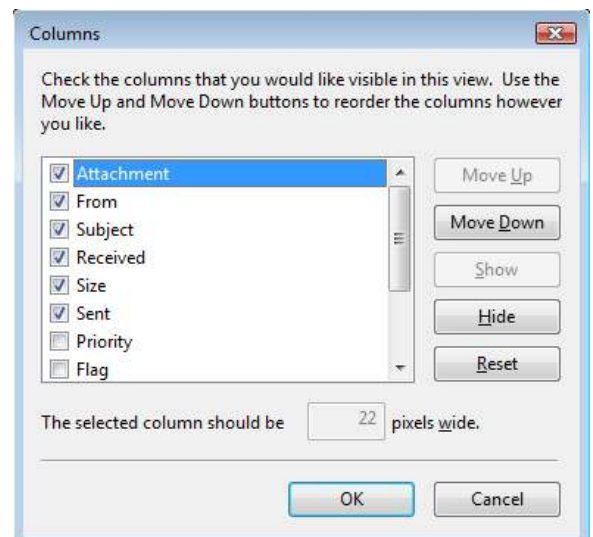 Columns
Check the columns that you would like visible in this view. Use the
Move Up and Move Down buttons to reorder the columns however
you like.
Attachment
From
Subject
Received
Size
Sent
Priority
Flag
Move Up
Move Down
Show
Hide
Reset
The selected column should be 22 pixels wide.
OK Cancel